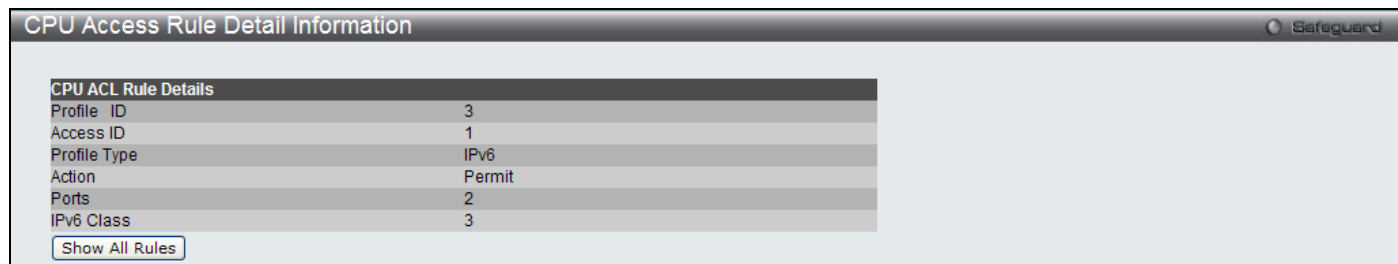 CPU Access Rule Detail Information
Safeguard
CPU ACL Rule Details
Profile ID 3
Access ID 1
Profile Type IPv6
Action Permit
Ports 2
IPv6 Class 3
Show All Rules